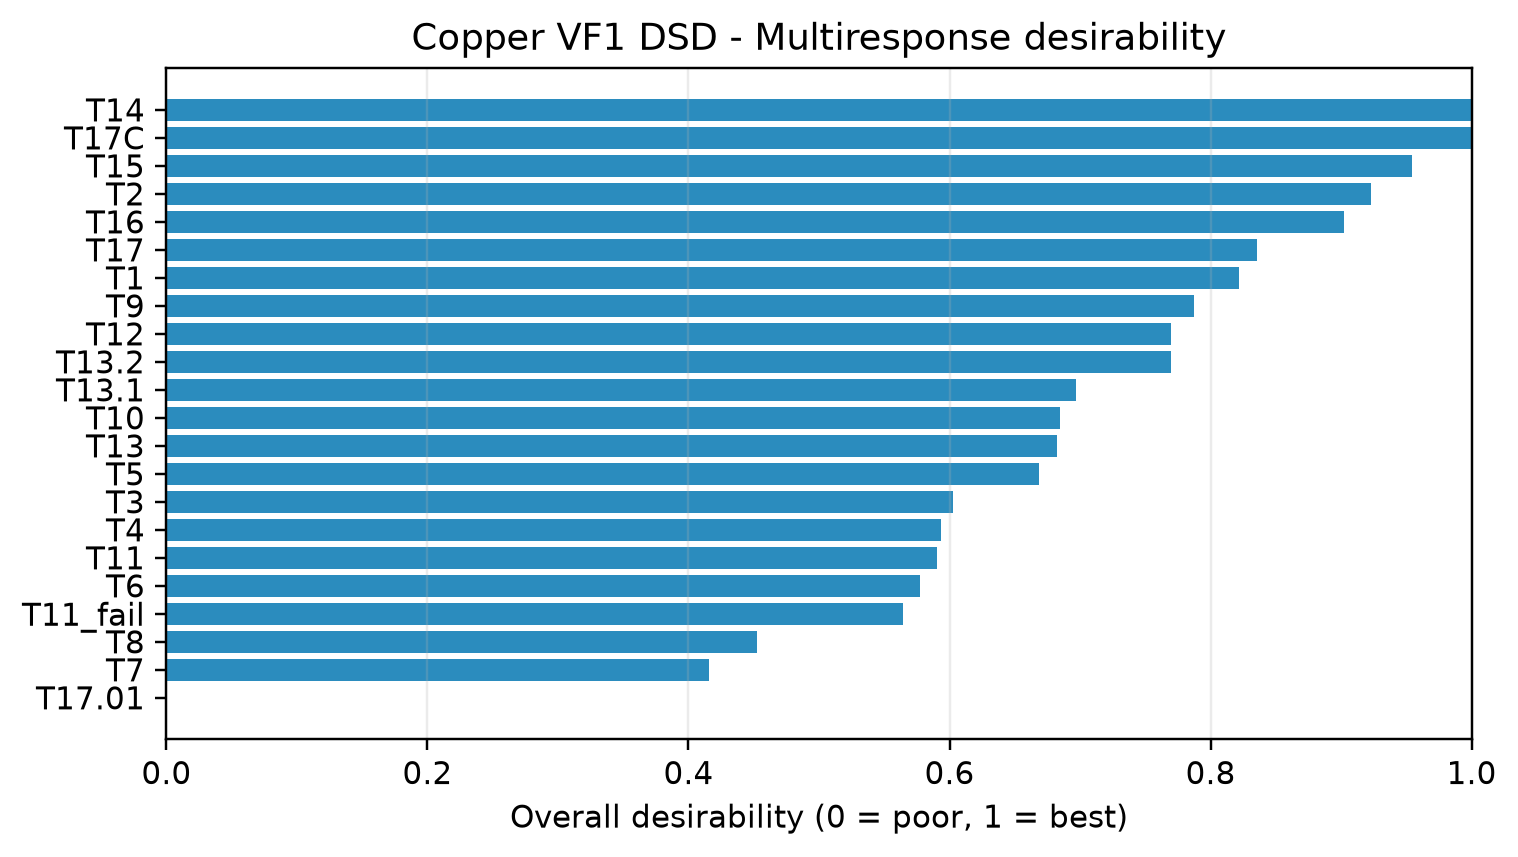 Copper VF1 DSD - Multiresponse desirability
T14
T17C
T15
T2
T16
T17
T1
T9
T12
T13.2
T13.1
T10
T13
T5
T3
T4
T11
T6
T11_fail
T8
T7
T17.01
0.0 0.2 0.4 0.6 0.8 1.0
Overall desirability (0 = poor, 1 = best)